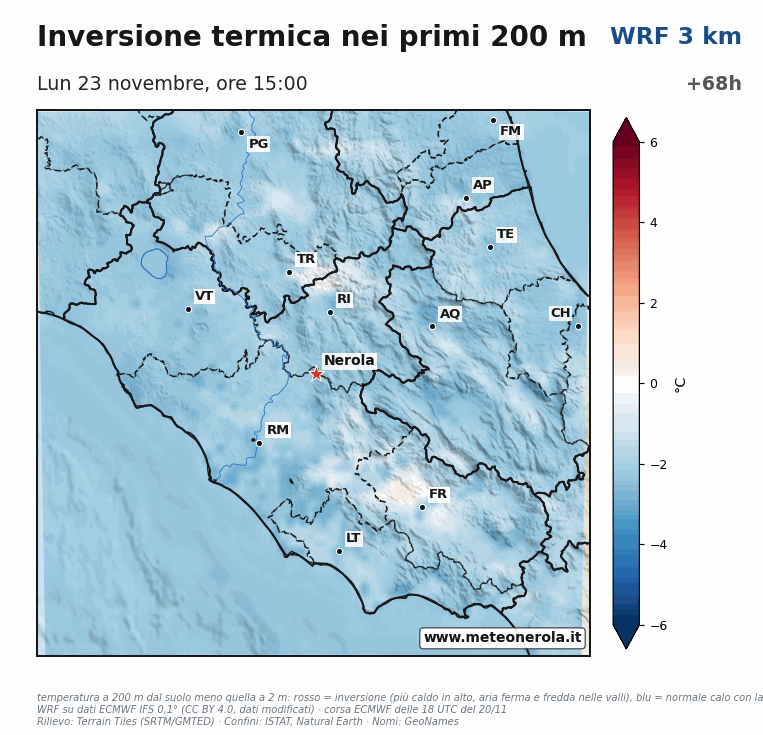 Inversione termica nei primi 200 m WRF 3 km
Lun 23 novembre, ore 15:00 +68h
FM
PG
AP
TE
TR
VT
RI
AQ
CH
Nerola
RM
FR
LT
www.meteonerola.it
6
4
2
0
−2
−4
−6
°C
temperatura a 200 m dal suolo meno quella a 2 m: rosso = inversione (più caldo in alto, aria ferma e fredda nelle valli), blu = normale calo con la
WRF su dati ECMWF IFS 0,1° (CC BY 4.0, dati modificati) · corsa ECMWF delle 18 UTC del 20/11
Rilievo: Terrain Tiles (SRTM/GMTED) · Confini: ISTAT, Natural Earth · Nomi: GeoNames